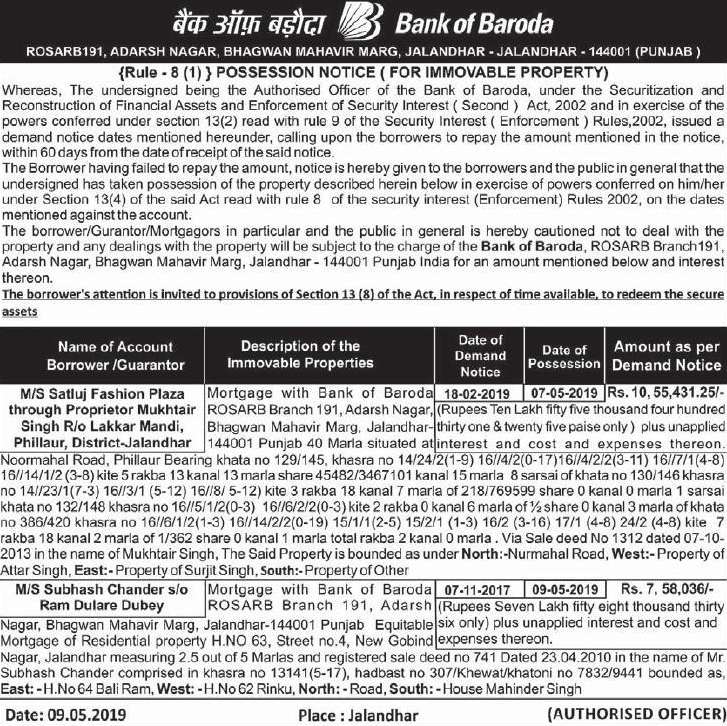 बैंक ऑफ़ बड़ौदा Bank of Baroda
ROSARB191, ADARSH NAGAR, BHAGWAN MAHAVIR MARG, JALANDHAR - JALANDHAR - 144001 (PUNJAB )
{Rule - 8 (1) } POSSESSION NOTICE ( FOR IMMOVABLE PROPERTY)
Whereas, The undersigned being the Authorised Officer of the Bank of Baroda, under the Securitization and
Reconstruction of Financial Assets and Enforcement of Security Interest ( Second ) Act, 2002 and in exercise of the
powers conferred under section 13(2) read with rule 9 of the Security Interest ( Enforcement ) Rules,2002, issued a
demand notice dates mentioned hereunder, calling upon the borrowers to repay the amount mentioned in the notice,
within 60 days from the date of receipt of the said notice.
The Borrower having failed to repay the amount, notice is hereby given to the borrowers and the public in general that the
undersigned has taken possession of the property described herein below in exercise of powers conferred on him/her
under Section 13(4) of the said Act read with rule 8 of the security interest (Enforcement) Rules 2002, on the dates
mentioned against the account.
The borrower/Gurantor/Mortgagors in particular and the public in general is hereby cautioned not to deal with the
property and any dealings with the property will be subject to the charge of the Bank of Baroda, ROSARB Branch191,
Adarsh Nagar, Bhagwan Mahavir Marg, Jalandhar - 144001 Punjab India for an amount mentioned below and interest
thereon.
The borrower's attention is invited to provisions of Section 13 (8) of the Act, in respect of time available, to redeem the secure
assets
Name of Account Borrower /Guarantor
Description of the Immovable Properties
Date of Demand Notice
Date of Possession
Amount as per Demand Notice
M/S Satluj Fashion Plaza
through Proprietor Mukhtair
Singh R/o Lakkar Mandi,
Phillaur, District-Jalandhar
Mortgage with Bank of Baroda
ROSARB Branch 191, Adarsh Nagar,
Bhagwan Mahavir Marg, Jalandhar-
144001 Punjab 40 Marla situated at
18-02-2019 07-05-2019 Rs. 10, 55,431.25/-
(Rupees Ten Lakh fifty five thousand four hundred
thirty one & twenty five paise only ) plus unapplied
interest and cost and expenses thereon.
Noormahal Road, Phillaur Bearing khata no 129/145, khasra no 14/24/2(1-9) 16//4/2(0-17)16//4/2/2(3-11) 16//7/1(4-8)
16//14/1/2 (3-8) kite 5 rakba 13 kanal 13 marla share 45482/3467101 kanal 15 marla 8 sarsai of khata no 130/146 khasra
no 14//23/1(7-3) 16//3/1 (5-12) 16//8/ 5-12) kite 3 rakba 18 kanal 7 marla of 218/769599 share 0 kanal 0 marla 1 sarsai
khata no 132/148 khasra no 16//5/1/2(0-3) 16//6/2/2(0-3) kite 2 rakba 0 kanal 6 marla of ½ share 0 kanal 3 marla of khata
no 386/420 khasra no 16//6/1/2(1-3) 16//14/2/2(0-19) 15/1/1(2-5) 15/2/1 (1-3) 16/2 (3-16) 17/1 (4-8) 24/2 (4-8) kite 7
rakba 18 kanal 2 marla of 1/362 share 0 kanal 1 marla total rakba 2 kanal 0 marla . Via Sale deed No 1312 dated 07-10-
2013 in the name of Mukhtair Singh, The Said Property is bounded as under North:-Nurmahal Road, West:- Property of
Attar Singh, East:- Property of Surjit Singh, South:- Property of Other
M/S Subhash Chander s/o
Ram Dulare Dubey
Mortgage with Bank of Baroda
ROSARB Branch 191, Adarsh
07-11-2017 09-05-2019 Rs. 7, 58,036/-
(Rupees Seven Lakh fifty eight thousand thirty
six only) plus unapplied interest and cost and
expenses thereon.
Nagar, Bhagwan Mahavir Marg, Jalandhar-144001 Punjab Equitable
Mortgage of Residential property H.NO 63, Street no.4, New Gobind
Nagar, Jalandhar measuring 2.5 out of 5 Marlas and registered sale deed no 741 Dated 23.04.2010 in the name of Mr.
Subhash Chander comprised in khasra no 13141(5-17), hadbast no 307/Khewat/khatoni no 7832/9441 bounded as,
East: - H.No 64 Bali Ram, West: - H.No 62 Rinku, North: - Road, South: - House Mahinder Singh
Date: 09.05.2019 Place : Jalandhar (AUTHORISED OFFICER)